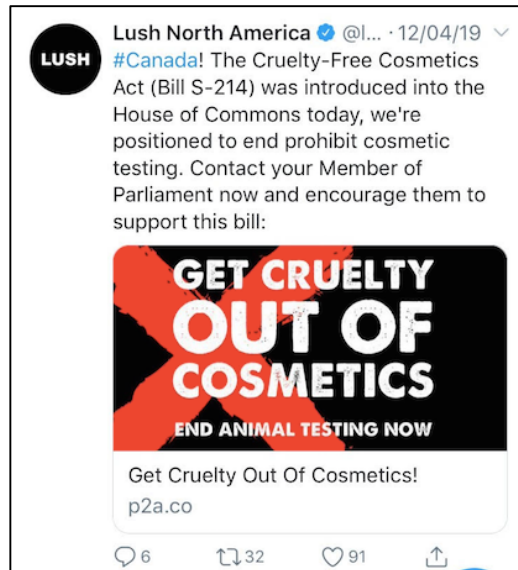 LUSH
Lush North America @l... · 12/04/19
#Canada! The Cruelty-Free Cosmetics
Act (Bill S-214) was introduced into the
House of Commons today, we're
positioned to end prohibit cosmetic
testing. Contact your Member of
Parliament now and encourage them to
support this bill:
GET CRUELTY
OUT OF
COSMETICS
END ANIMAL TESTING NOW
Get Cruelty Out Of Cosmetics!
p2a.co
6 32 91